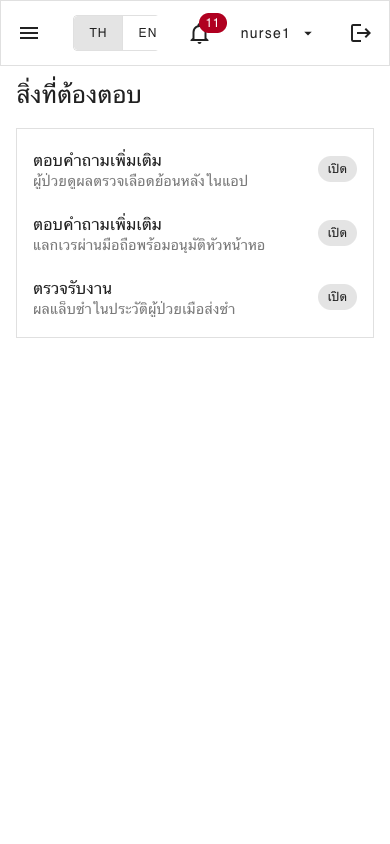 TH EN 11 nurse1
สิ่งที่ต้องตอบ
ตอบคำถามเพิ่มเติม
ผู้ป่วยดูผลตรวจเลือดย้อนหลังในแอป
เปิด
ตอบคำถามเพิ่มเติม
แลกเวรผ่านมือถือพร้อมอนุมัติหัวหน้าหอ
เปิด
ตรวจรับงาน
ผลแล็บซ้ำในประวัติผู้ป่วยเมื่อส่งซ้ำ
เปิด